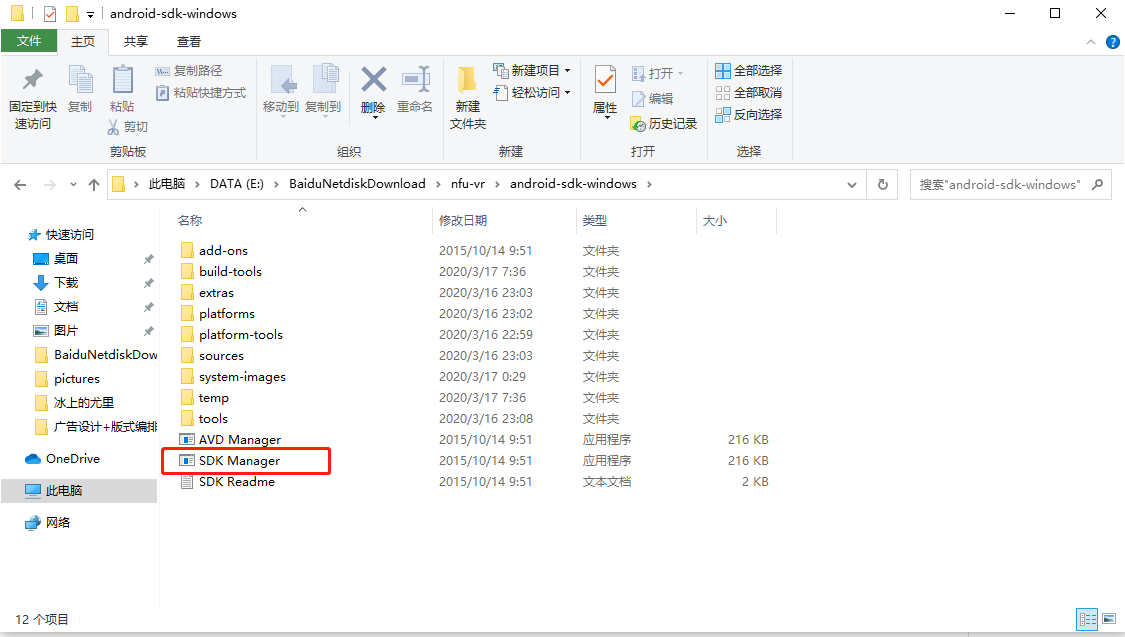 android-sdk-windows
文件 主页 共享 查看
固定到快速访问
复制
粘贴
复制路径
粘贴快捷方式
剪切
剪贴板
移动到
复制到
删除
重命名
组织
新建文件夹
新建项目
轻松访问
新建
属性
打开
编辑
历史记录
打开
全部选择
全部取消
反向选择
选择
此电脑 › DATA (E:) › BaiduNetdiskDownload › nfu-vr › android-sdk-windows ›
搜索"android-sdk-windows"
快速访问
桌面
下载
文档
图片
BaiduNetdiskDow
pictures
冰上的尤里
广告设计+版式编排
OneDrive
此电脑
网络
名称 修改日期 类型 大小
add-ons 2015/10/14 9:51 文件夹
build-tools 2020/3/17 7:36 文件夹
extras 2020/3/16 23:03 文件夹
platforms 2020/3/16 23:02 文件夹
platform-tools 2020/3/16 22:59 文件夹
sources 2020/3/16 23:03 文件夹
system-images 2020/3/17 0:29 文件夹
temp 2020/3/17 7:36 文件夹
tools 2020/3/16 23:08 文件夹
AVD Manager 2015/10/14 9:51 应用程序 216 KB
SDK Manager 2015/10/14 9:51 应用程序 216 KB
SDK Readme 2015/10/14 9:51 文本文档 2 KB
12 个项目